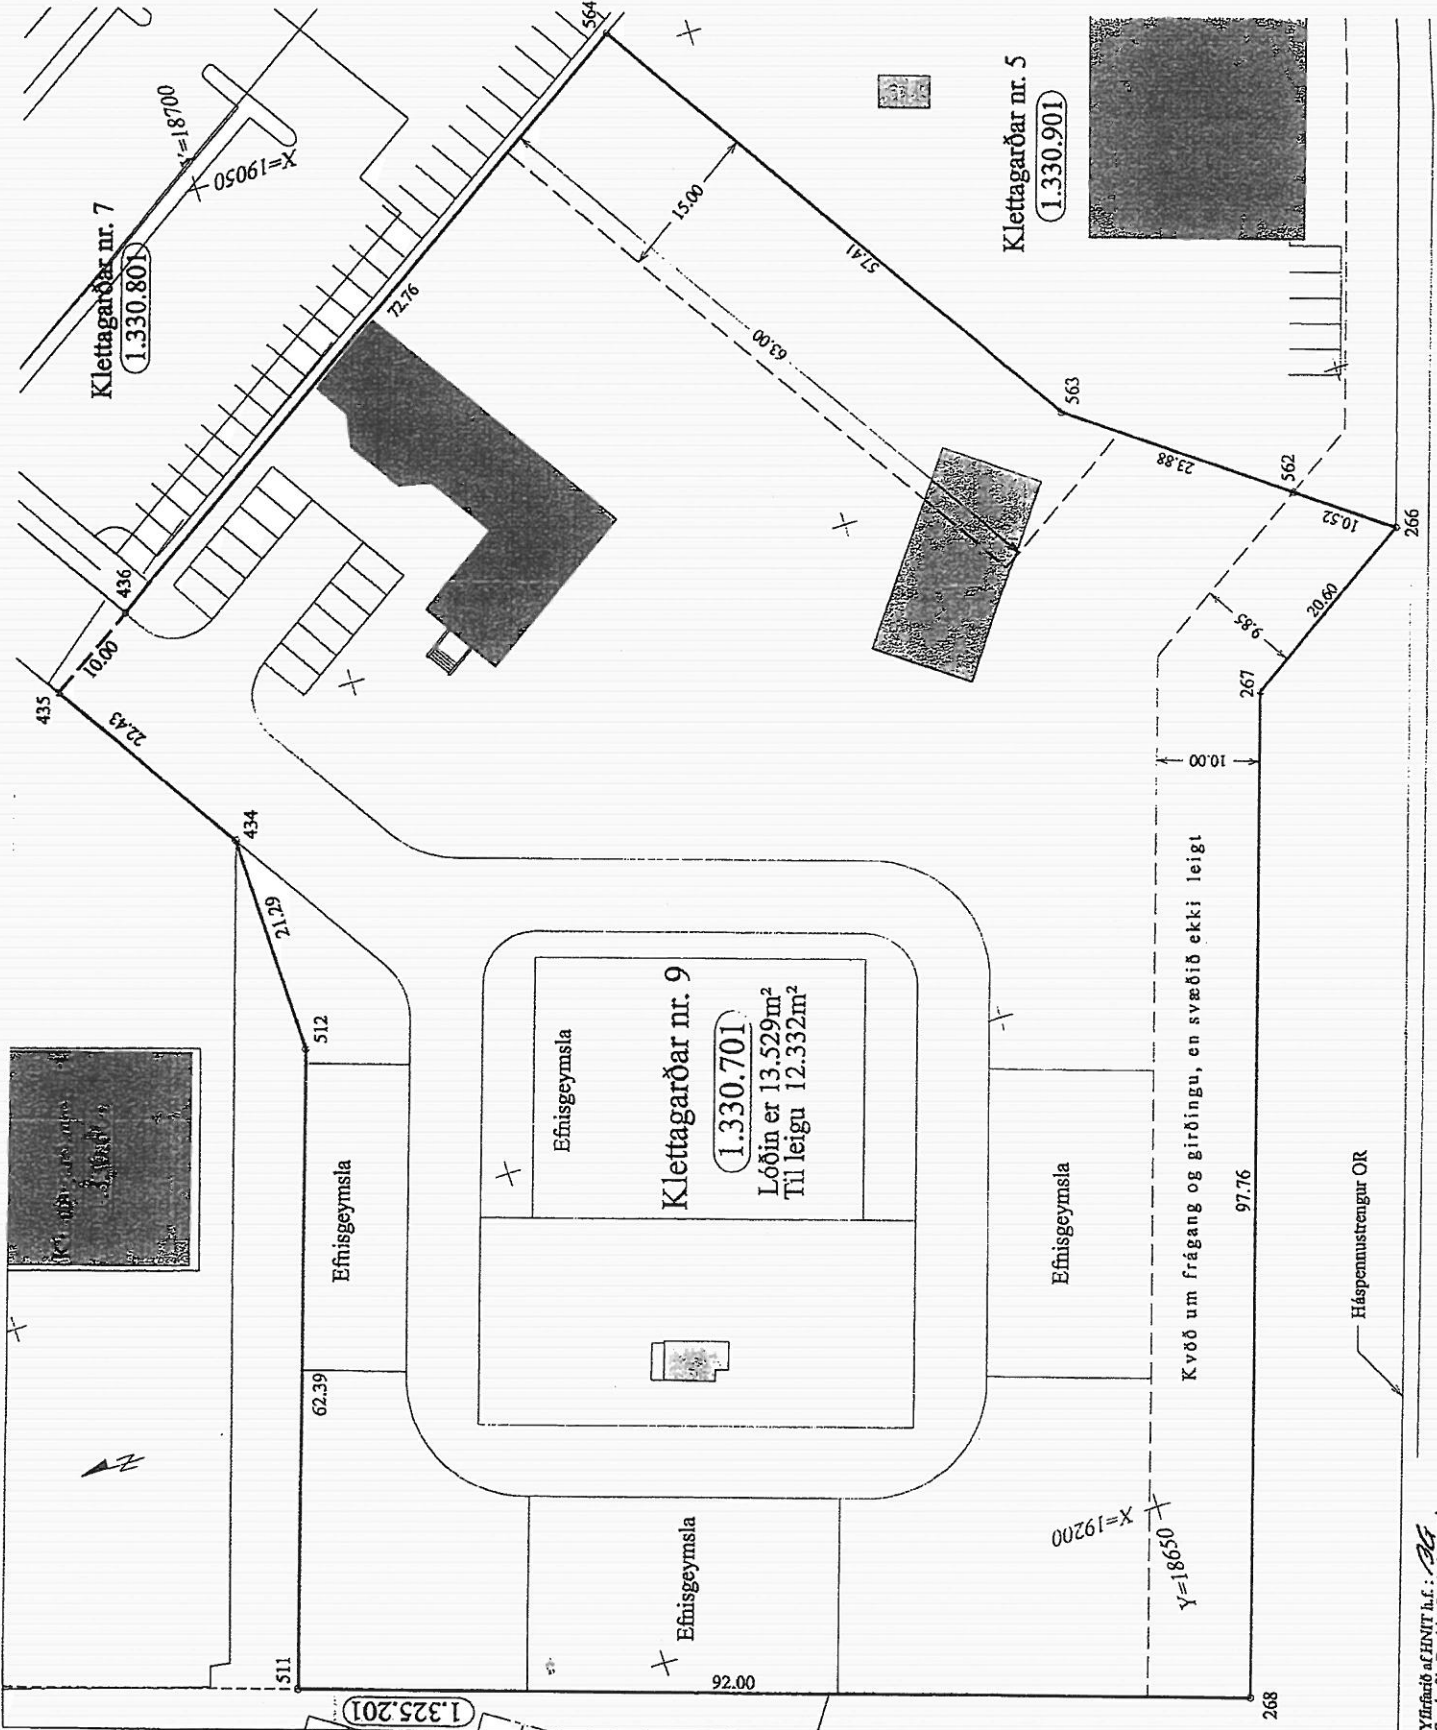 564
Klettagarðar nr. 7
1.330.801
X=19050
Y=18700
Klettagarðar nr. 5
1.330.901
15.00
57.41
63.00
72.76
563
23.88
562
10.52
266
20.60
9.85
267
10.00
436
435
10.00
22.43
434
21.29
512
Efnisgeymsla
Klettagarðar nr. 9
1.330.701
Lóðin er 13.529m²
Til leigu 12.332m²
Efnisgeymsla
Efnisgeymsla
Efnisgeymsla
Kvöð um frágang og girðingu, en svæðið ekki leigt
97.76
62.39
N
Háspennustrengur OR
X=19200
Y=18650
511
1.325.201
92.00
268
Yfirfarið af HNIT h.f.: